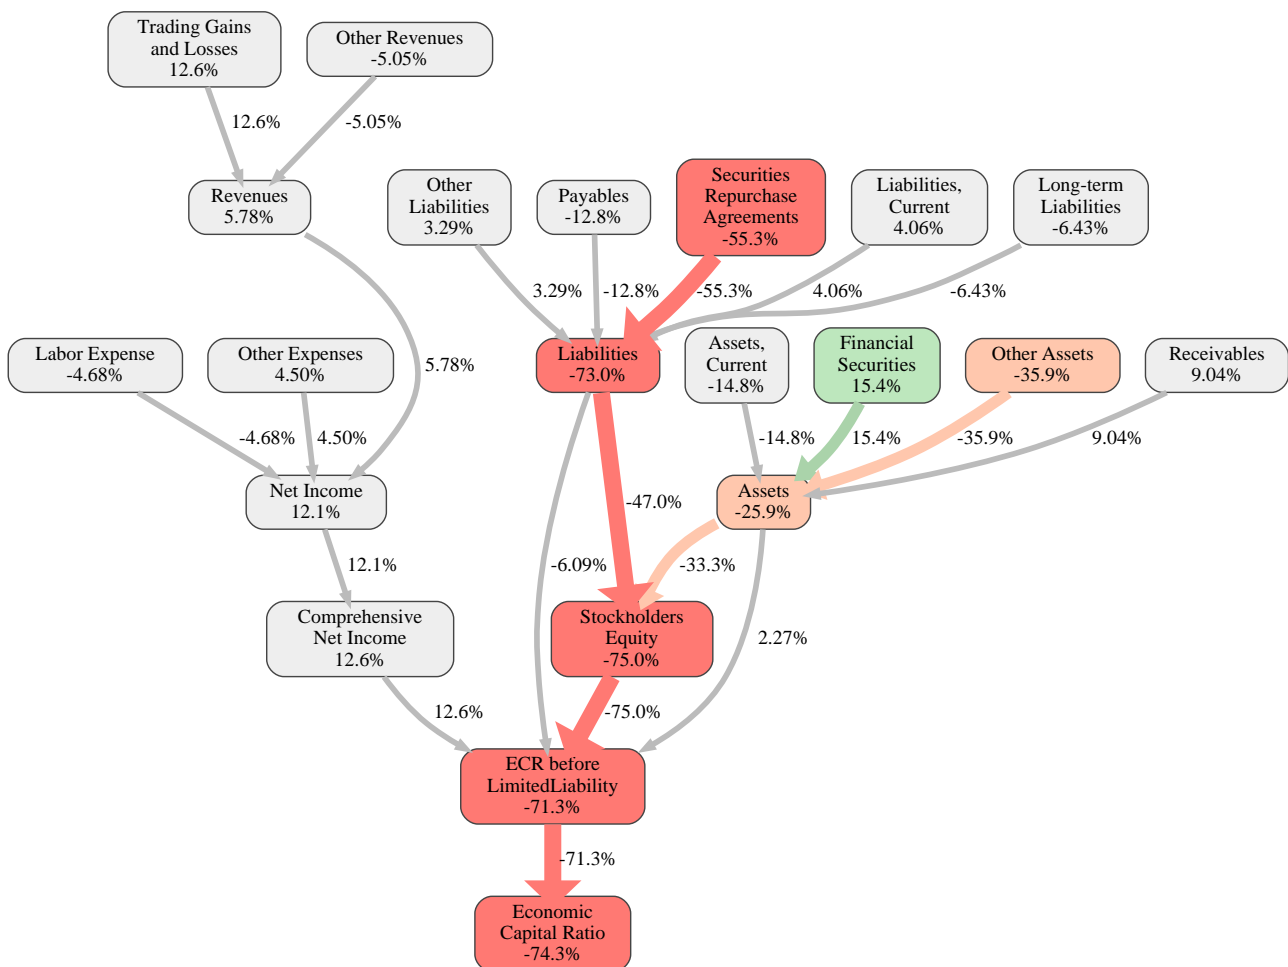 Trading Gains
and Losses
12.6%
Other Revenues
-5.05%
12.6%
-5.05%
Revenues
5.78%
Other
Liabilities
3.29%
Payables
-12.8%
Securities
Repurchase
Agreements
-55.3%
Liabilities,
Current
4.06%
Long-term
Liabilities
-6.43%
3.29%
-12.8%
-55.3%
4.06%
-6.43%
Labor Expense
-4.68%
Other Expenses
4.50%
5.78%
Liabilities
-73.0%
Assets,
Current
-14.8%
Financial
Securities
15.4%
Other Assets
-35.9%
Receivables
9.04%
-4.68%
4.50%
-14.8%
15.4%
-35.9%
9.04%
Net Income
12.1%
-47.0%
Assets
-25.9%
12.1%
-6.09%
-33.3%
Comprehensive
Net Income
12.6%
Stockholders
Equity
-75.0%
2.27%
12.6%
-75.0%
ECR before
LimitedLiability
-71.3%
-71.3%
Economic
Capital Ratio
-74.3%